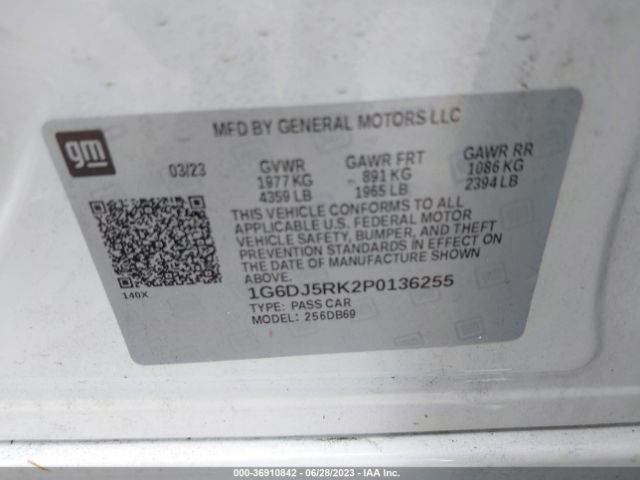 MFD BY GENERAL MOTORS LLC
gm
03/23 GVWR GAWR FRT GAWR RR
1977 KG 891 KG 1086 KG
4359 LB 1965 LB 2394 LB
THIS VEHICLE CONFORMS TO ALL
APPLICABLE U.S. FEDERAL MOTOR
VEHICLE SAFETY, BUMPER, AND THEFT
PREVENTION STANDARDS IN EFFECT ON
THE DATE OF MANUFACTURE SHOWN
ABOVE.
140X
1G6DJ5RK2P0136255
TYPE: PASS CAR
MODEL: 256DB69
000-36910842 - 06/28/2023 - IAA Inc.